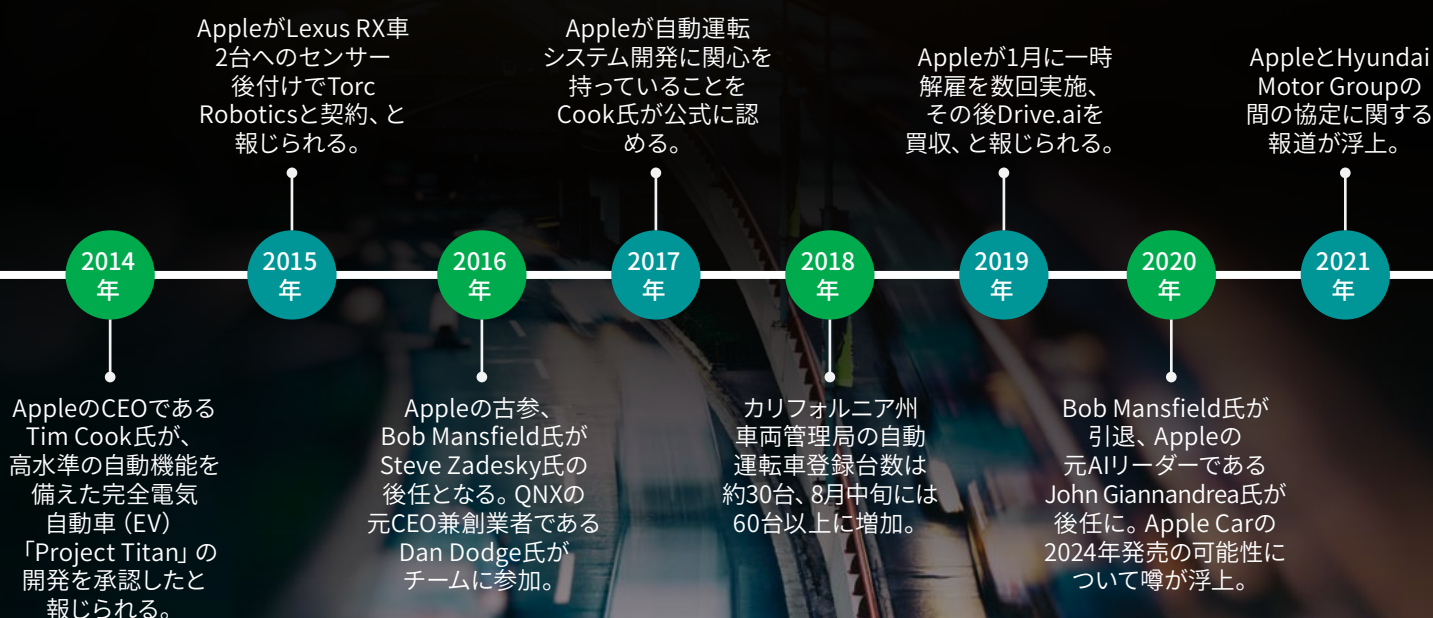 AppleがLexus RX車
2台へのセンサー
後付けでTorc
Roboticsと契約、と
報じられる。
Appleが自動運転
システム開発に関心を
持っていることを
Cook氏が公式に認
める。
Appleが1月に一時
解雇を数回実施、
その後Drive.aiを
買収、と報じられる。
AppleとHyundai
Motor Groupの
間の協定に関する
報道が浮上。
2014
年
2015
年
2016
年
2017
年
2018
年
2019
年
2020
年
2021
年
AppleのCEOである
Tim Cook氏が、
高水準の自動機能を
備えた完全電気
自動車（EV）
「Project Titan」の
開発を承認したと
報じられる。
Appleの古参、
Bob Mansfield氏が
Steve Zadesky氏の
後任となる。QNXの
元CEO兼創業者である
Dan Dodge氏が
チームに参加。
カリフォルニア州
車両管理局の自動
運転車登録台数は
約30台、8月中旬には
60台以上に増加。
Bob Mansfield氏が
引退、Appleの
元AIリーダーである
John Giannandrea氏が
後任に。Apple Carの
2024年発売の可能性に
ついて噂が浮上。